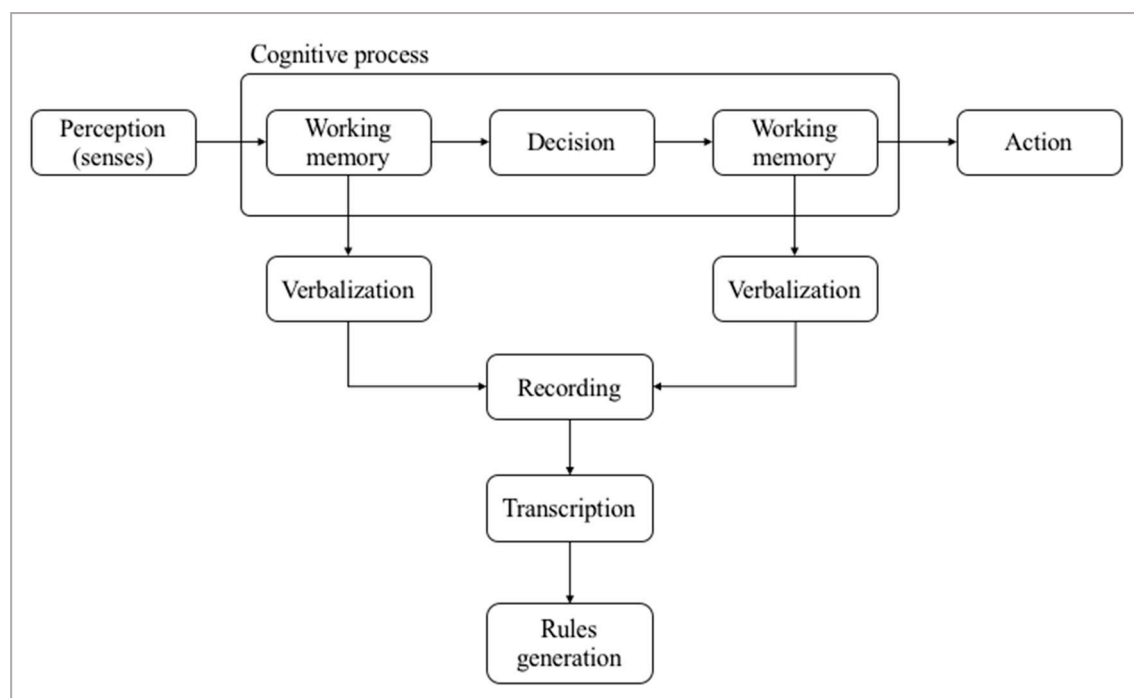 Cognitive process
Perception
(senses)
Working
memory
Decision
Working
memory
Action
Verbalization
Verbalization
Recording
Transcription
Rules
generation